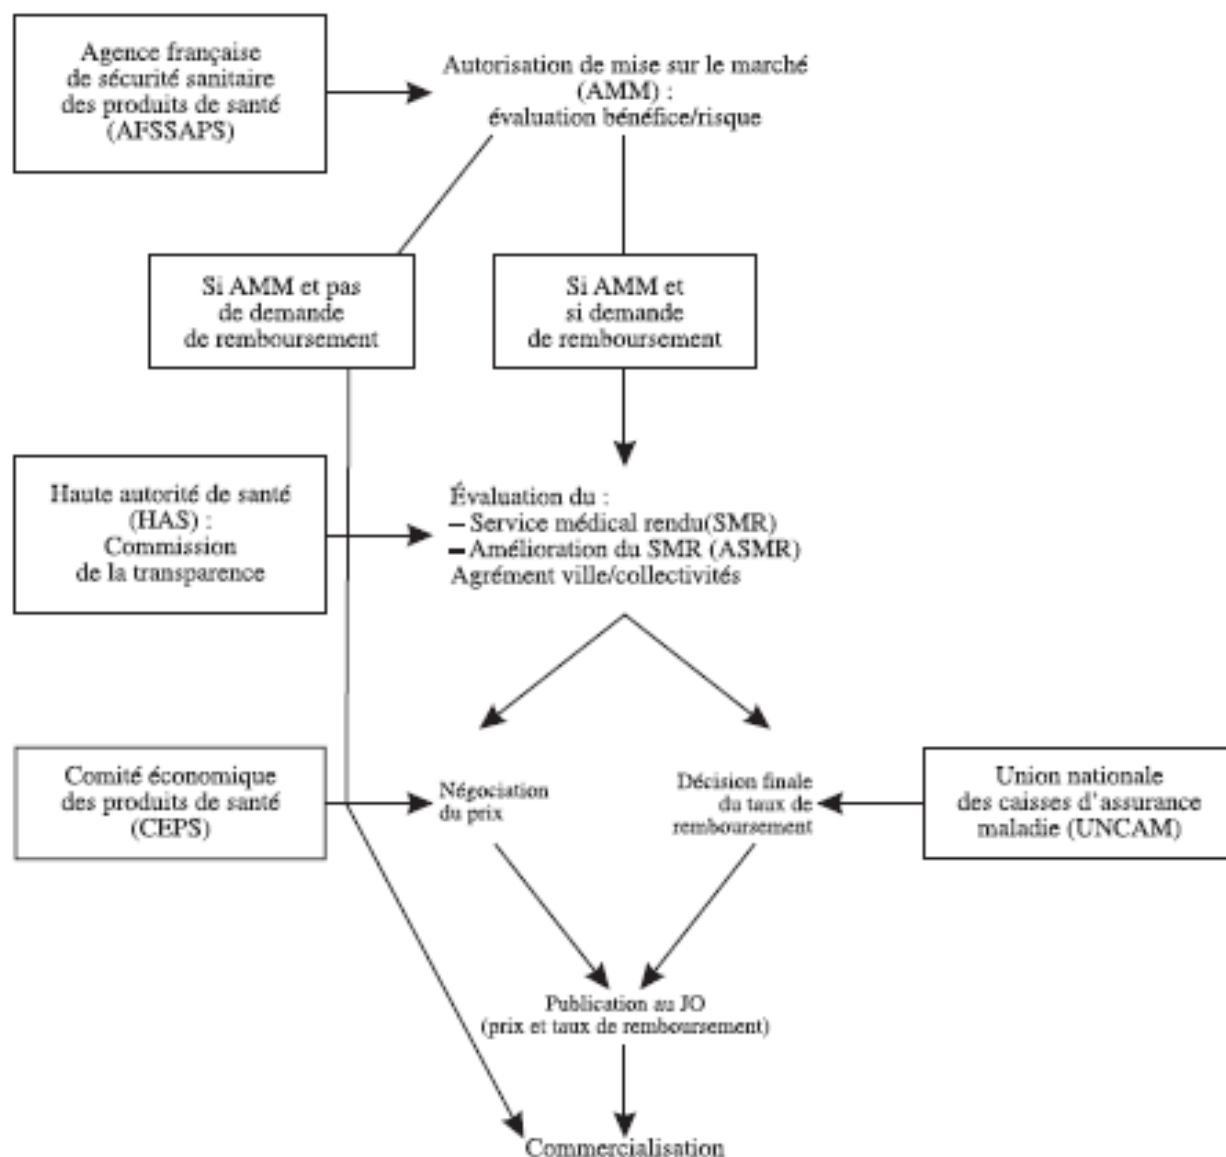 Agence française
de sécurité sanitaire
des produits de santé
(AFSSAPS)
Autorisation de mise sur le marché
(AMM) :
évaluation bénéfice/risque
Si AMM et pas
de demande
de remboursement
Si AMM et
si demande
de remboursement
Haute autorité de santé
(HAS) :
Commission
de la transparence
Évaluation du :
– Service médical rendu(SMR)
– Amélioration du SMR (ASMR)
Agrément ville/collectivités
Comité économique
des produits de santé
(CEPS)
Négociation
du prix
Décision finale
du taux de
remboursement
Union nationale
des caisses d’assurance
maladie (UNCAM)
Publication au JO
(prix et taux de remboursement)
Commercialisation